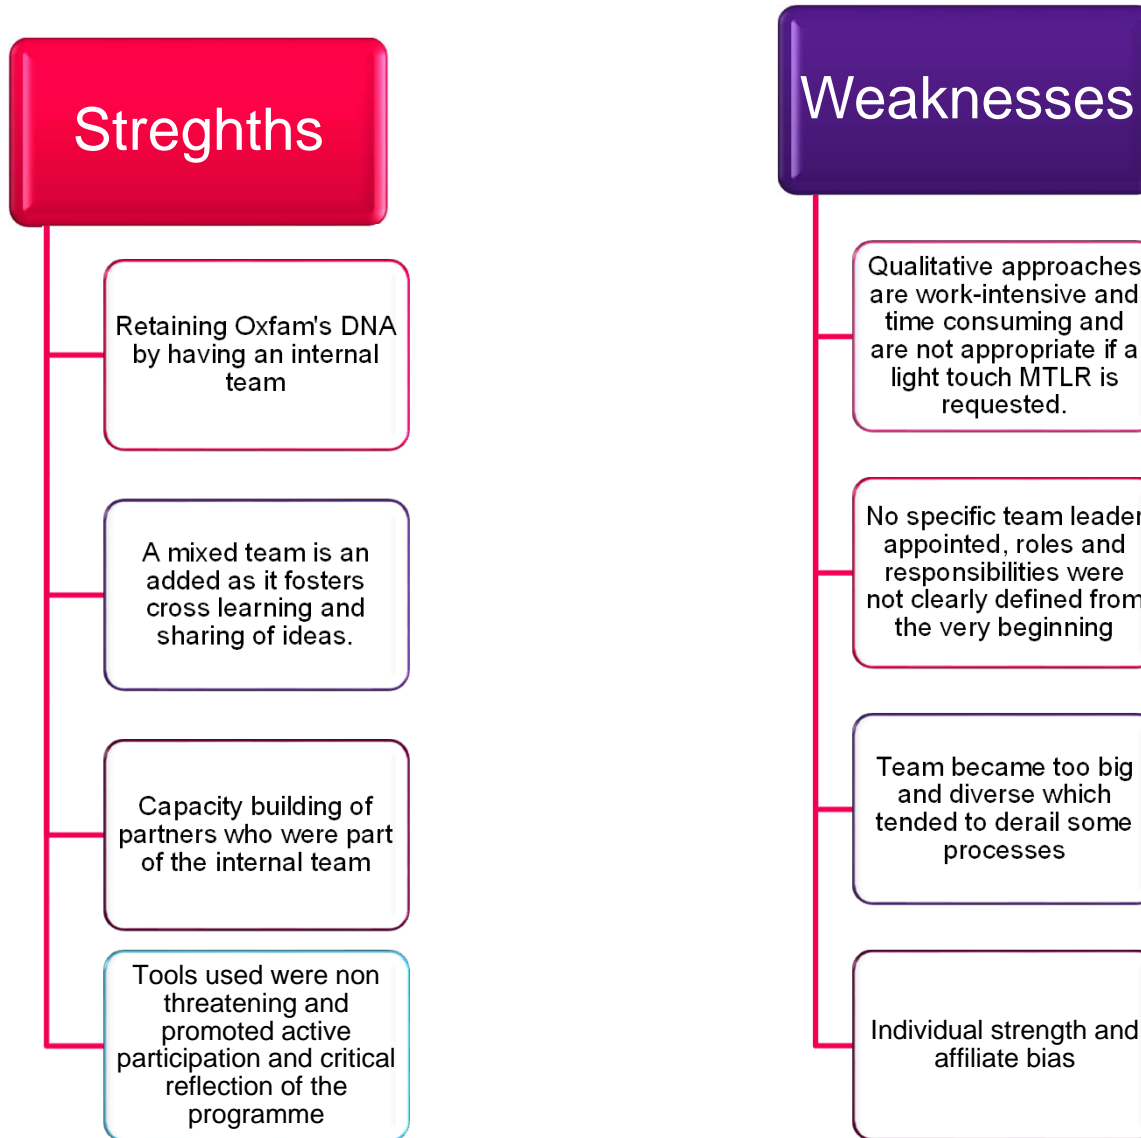 Streghths
Retaining Oxfam's DNA
by having an internal
team
A mixed team is an
added as it fosters
cross learning and
sharing of ideas.
Capacity building of
partners who were part
of the internal team
Tools used were non
threatening and
promoted active
participation and critical
reflection of the
programme
Weaknesses
Qualitative approaches
are work-intensive and
time consuming and
are not appropriate if a
light touch MTLR is
requested.
No specific team leader
appointed, roles and
responsibilities were
not clearly defined from
the very beginning
Team became too big
and diverse which
tended to derail some
processes
Individual strength and
affiliate bias